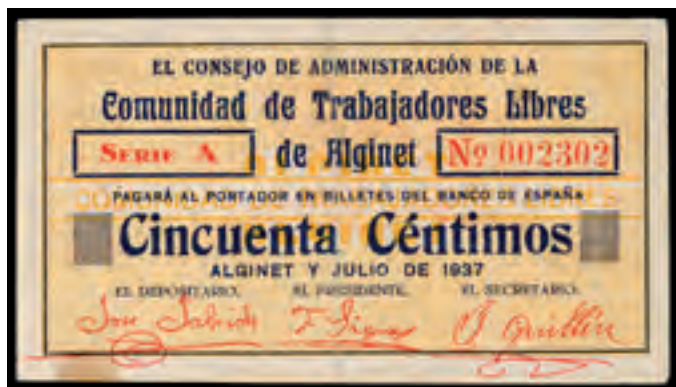 EL CONSEJO DE ADMINISTRACIÓN DE LA
Comunidad de Trabajadores Libres
SERIE A de Alginet Nº 002302
PAGARÁ AL PORTADOR EN BILLETES DEL BANCO DE ESPAÑA
Cincuenta Céntimos
ALGINET Y JULIO DE 1937
EL DEPOSITARIO, EL PRESIDENTE, EL SECRETARIO,